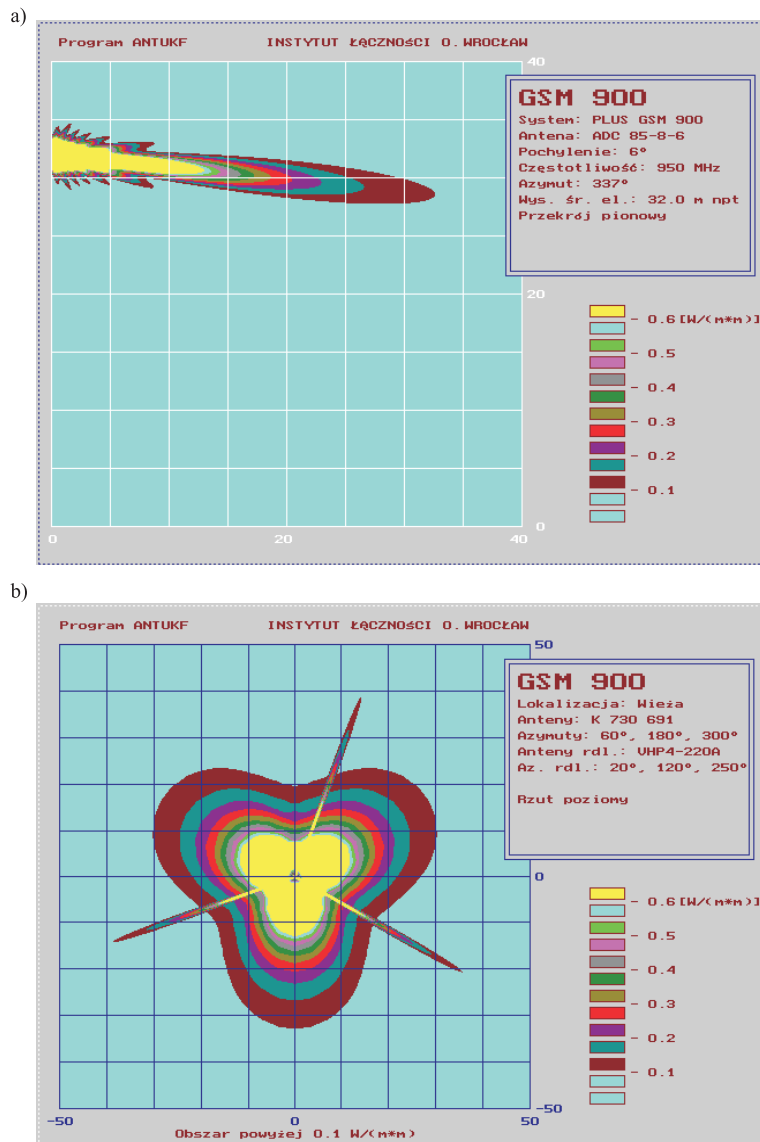 a)
Program ANTUKF INSTYTUT ŁĄCZNOŚCI O.WROCŁAW
40
GSM 900
System: PLUS GSM 900
Antena: ADC 85-8-6
Pochylenie: 6°
Częstotliwość: 950 MHz
Azymut: 337°
Wys. śr. el.: 32.0 m npt
Przekrój pionowy
20
0.6[W/(m*m)]
0.5
0.4
0.3
0.2
0.1
0
0 20 40
b)
Program ANTUKF INSTYTUT ŁĄCZNOŚCI O.WROCŁAW
50
GSM 900
Lokalizacja: Wieża
Anteny: K 730 691
Azymuty: 60°, 180°, 300°
Anteny rdl.: VHP4-220A
Az. rdl.: 20°, 120°, 250°
Rzut poziomy
0
0.6[W/(m*m)]
0.5
0.4
0.3
0.2
0.1
-50
-50 0 50
Obszar powyżej 0.1 W/(m*m)